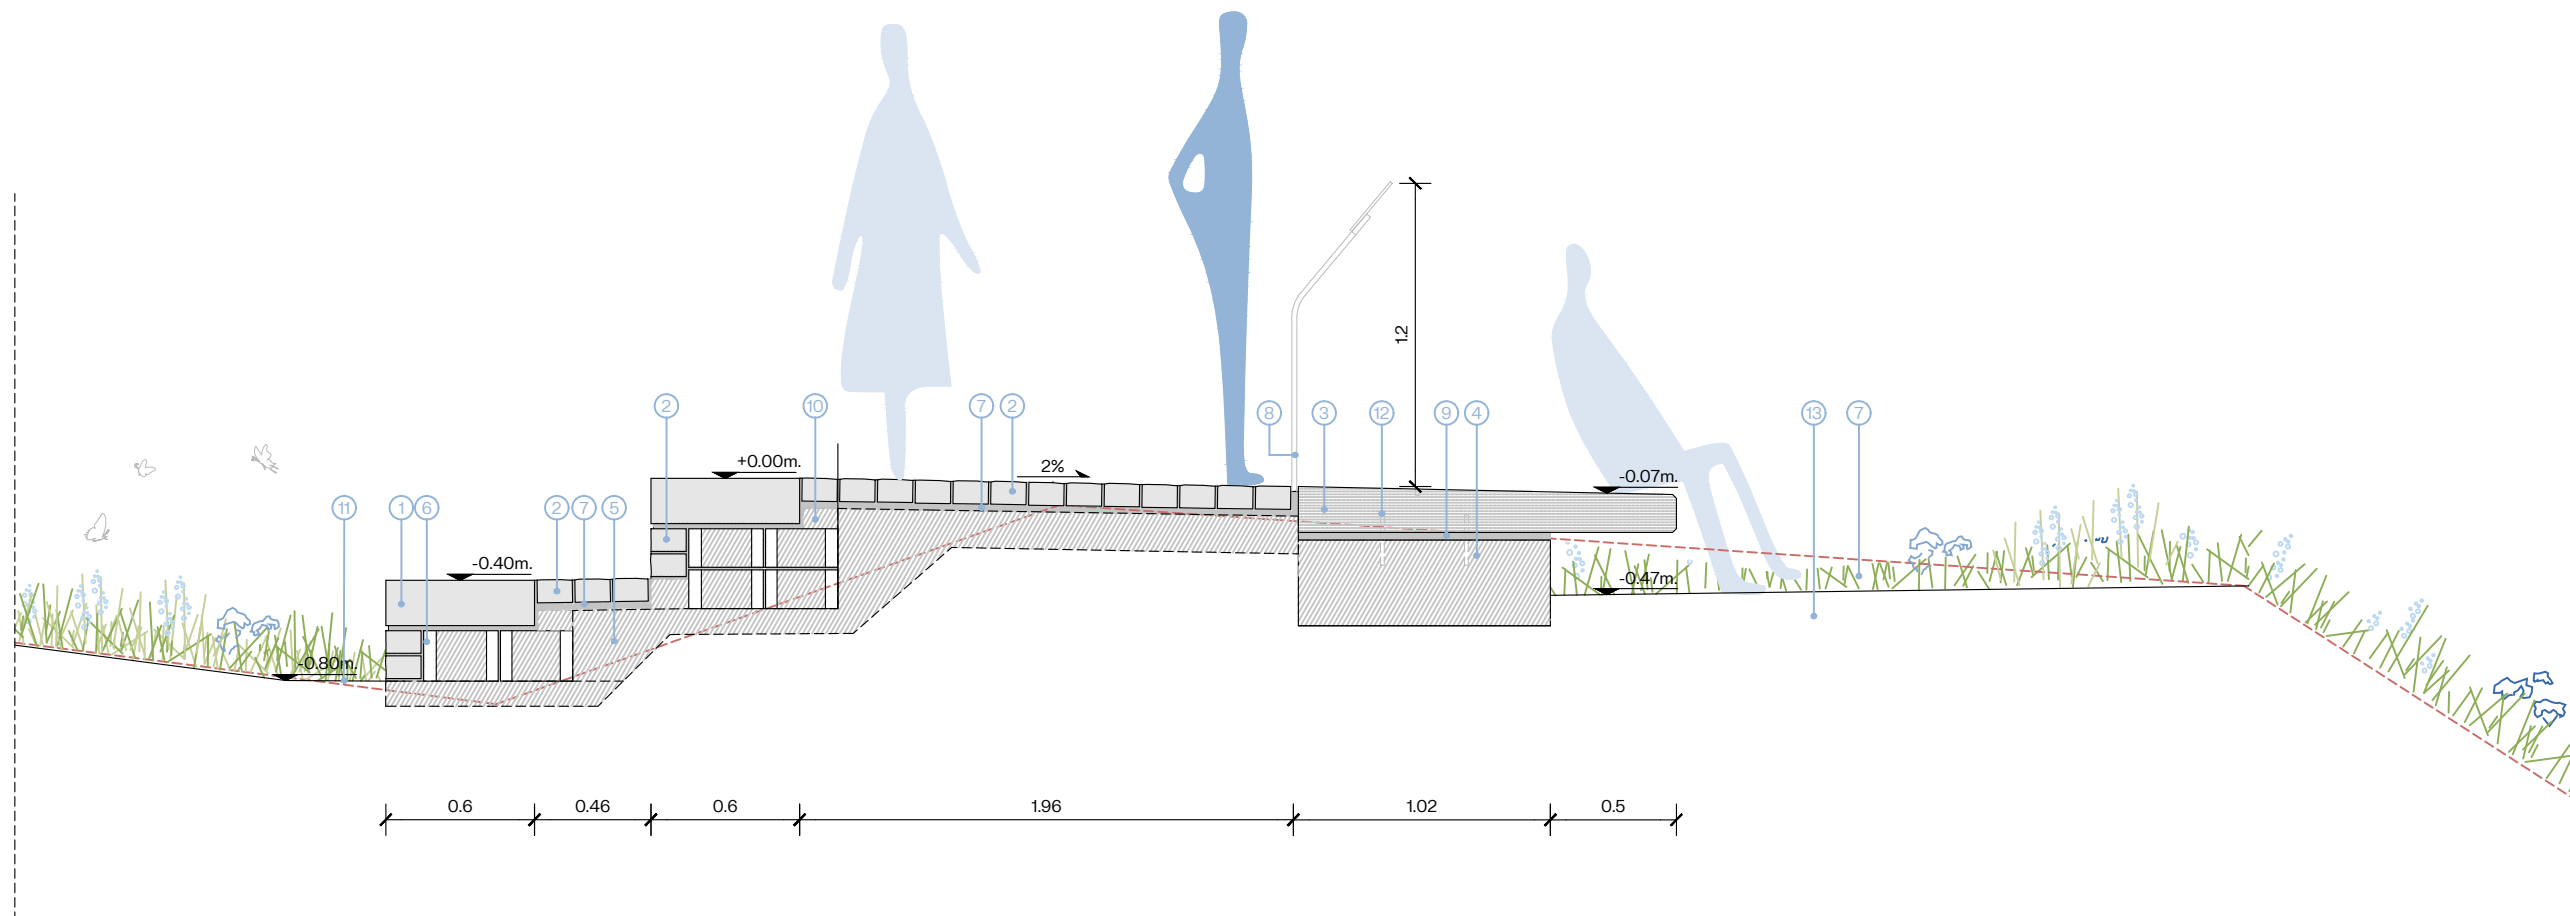 1.2
2 10 7 2 8 3 12 9 4 13 7
+0.00m. 2% -0.07m.
11 1 6 2 7 5
-0.40m. -0.47m.
-0.80m.
0.6 0.46 0.6 1.96 1.02 0.5